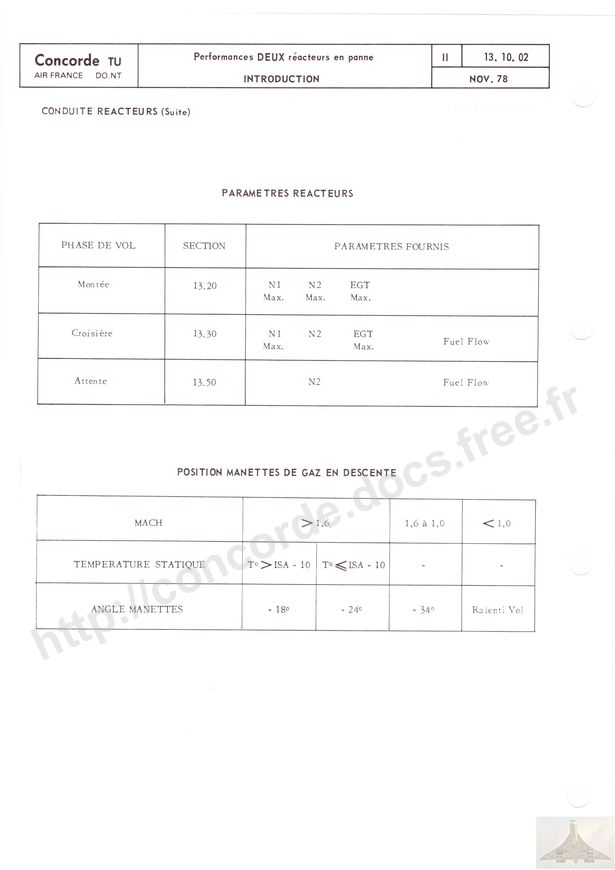 Concorde TU
AIR FRANCE DO.NT
Performances DEUX réacteurs en panne
INTRODUCTION
II 13. 10. 02
NOV. 78
CONDUITE REACTEURS (Suite)
PARAMETRES REACTEURS
PHASE DE VOL SECTION PARAMETRES FOURNIS
Montée 13.20 N1 N2 EGT
Max. Max. Max.
Croisière 13.30 N1 N2 EGT Fuel Flow
Max. Max.
Attente 13.50 N2 Fuel Flow
POSITION MANETTES DE GAZ EN DESCENTE
MACH > 1,6 1,6 à 1,0 < 1,0
TEMPERATURE STATIQUE T° > ISA - 10 T° ⩽ ISA - 10 - -
ANGLE MANETTES - 18° - 24° - 34° Ralenti Vol
http://concorde.docs.free.fr